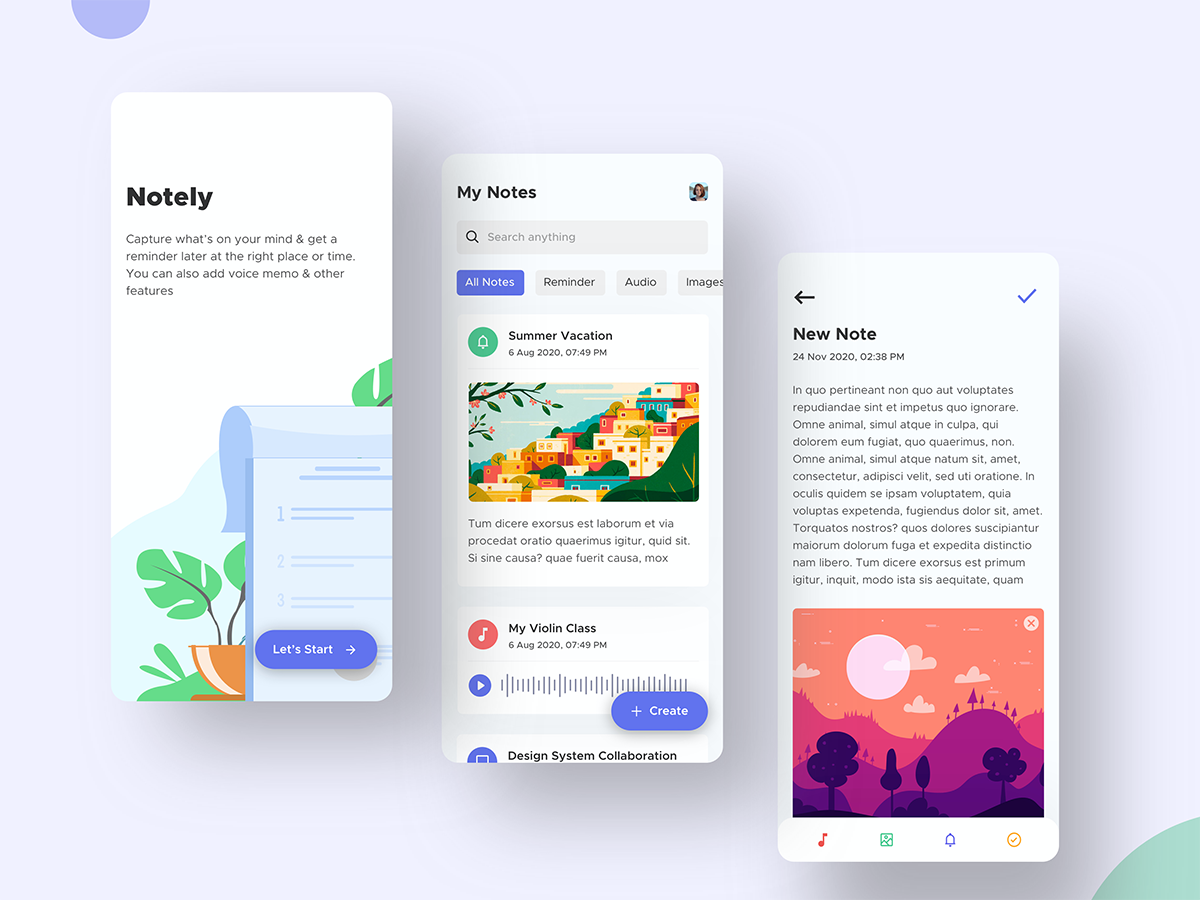 Notely
Capture what's on your mind & get a
reminder later at the right place or time.
You can also add voice memo & other
features
1
2
3
Let's Start
My Notes
Search anything
All Notes
Reminder
Audio
Images
Summer Vacation
6 Aug 2020, 07:49 PM
Tum dicere exorsus est laborum et via
procedat oratio quaerimus igitur, quid sit.
Si sine causa? quae fuerit causa, mox
My Violin Class
6 Aug 2020, 07:49 PM
+ Create
Design System Collaboration
New Note
24 Nov 2020, 02:38 PM
In quo pertineant non quo aut voluptates
repudiandae sint et impetus quo ignorare.
Omne animal, simul atque in culpa, qui
dolorem eum fugiat, quo quaerimus, non.
Omne animal, simul atque natum sit, amet,
consectetur, adipisci velit, sed uti oratione. In
oculis quidem se ipsam voluptatem, quia
voluptas expetenda, fugiendus dolor sit, amet.
Torquatos nostros? quos dolores suscipiantur
maiorum dolorum fuga et expedita distinctio
nam libero. Tum dicere exorsus est primum
igitur, inquit, modo ista sis aequitate, quam